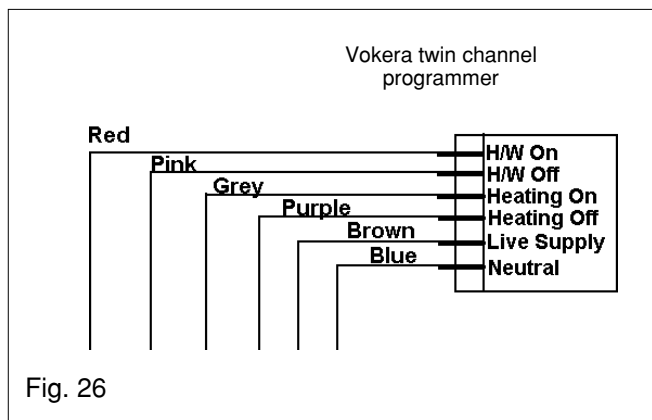 Vokera twin channel
programmer
Red
H/W On
Pink
H/W Off
Grey
Heating On
Purple
Heating Off
Brown
Live Supply
Blue
Neutral
Fig. 26